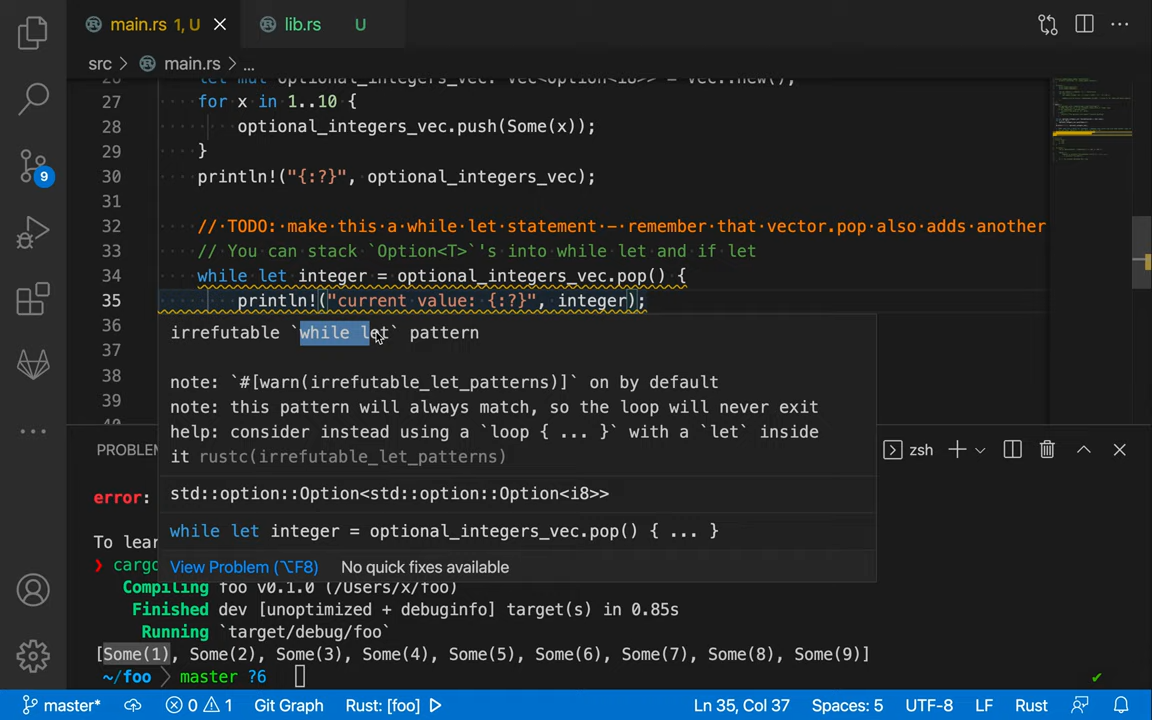 main.rs 1, U
lib.rs U
src > main.rs > ...
let mut optional_integers_vec: Vec<Option<i8>> = Vec::new();
27 for x in 1..10 {
28 optional_integers_vec.push(Some(x));
29 }
30 println!("{:?}", optional_integers_vec);
31
32 // TODO: make this a while let statement - remember that vector.pop also adds another
33 // You can stack `Option<T>`'s into while let and if let
34 while let integer = optional_integers_vec.pop() {
35 println!("current value: {:?}", integer);
36
37
38
39
irrefutable `while let` pattern
note: `#[warn(irrefutable_let_patterns)]` on by default
note: this pattern will always match, so the loop will never exit
help: consider instead using a `loop { ... }` with a `let` inside
it rustc(irrefutable_let_patterns)
std::option::Option<std::option::Option<i8>>
while let integer = optional_integers_vec.pop() { ... }
View Problem (⌥F8) No quick fixes available
9
PROBLEM
zsh
error:
To lear
❯ cargo
Compiling foo v0.1.0 (/Users/x/foo)
Finished dev [unoptimized + debuginfo] target(s) in 0.85s
Running `target/debug/foo`
[Some(1), Some(2), Some(3), Some(4), Some(5), Some(6), Some(7), Some(8), Some(9)]
~/foo > master ?6
master* 0 1 Git Graph Rust: [foo] Ln 35, Col 37 Spaces: 5 UTF-8 LF Rust